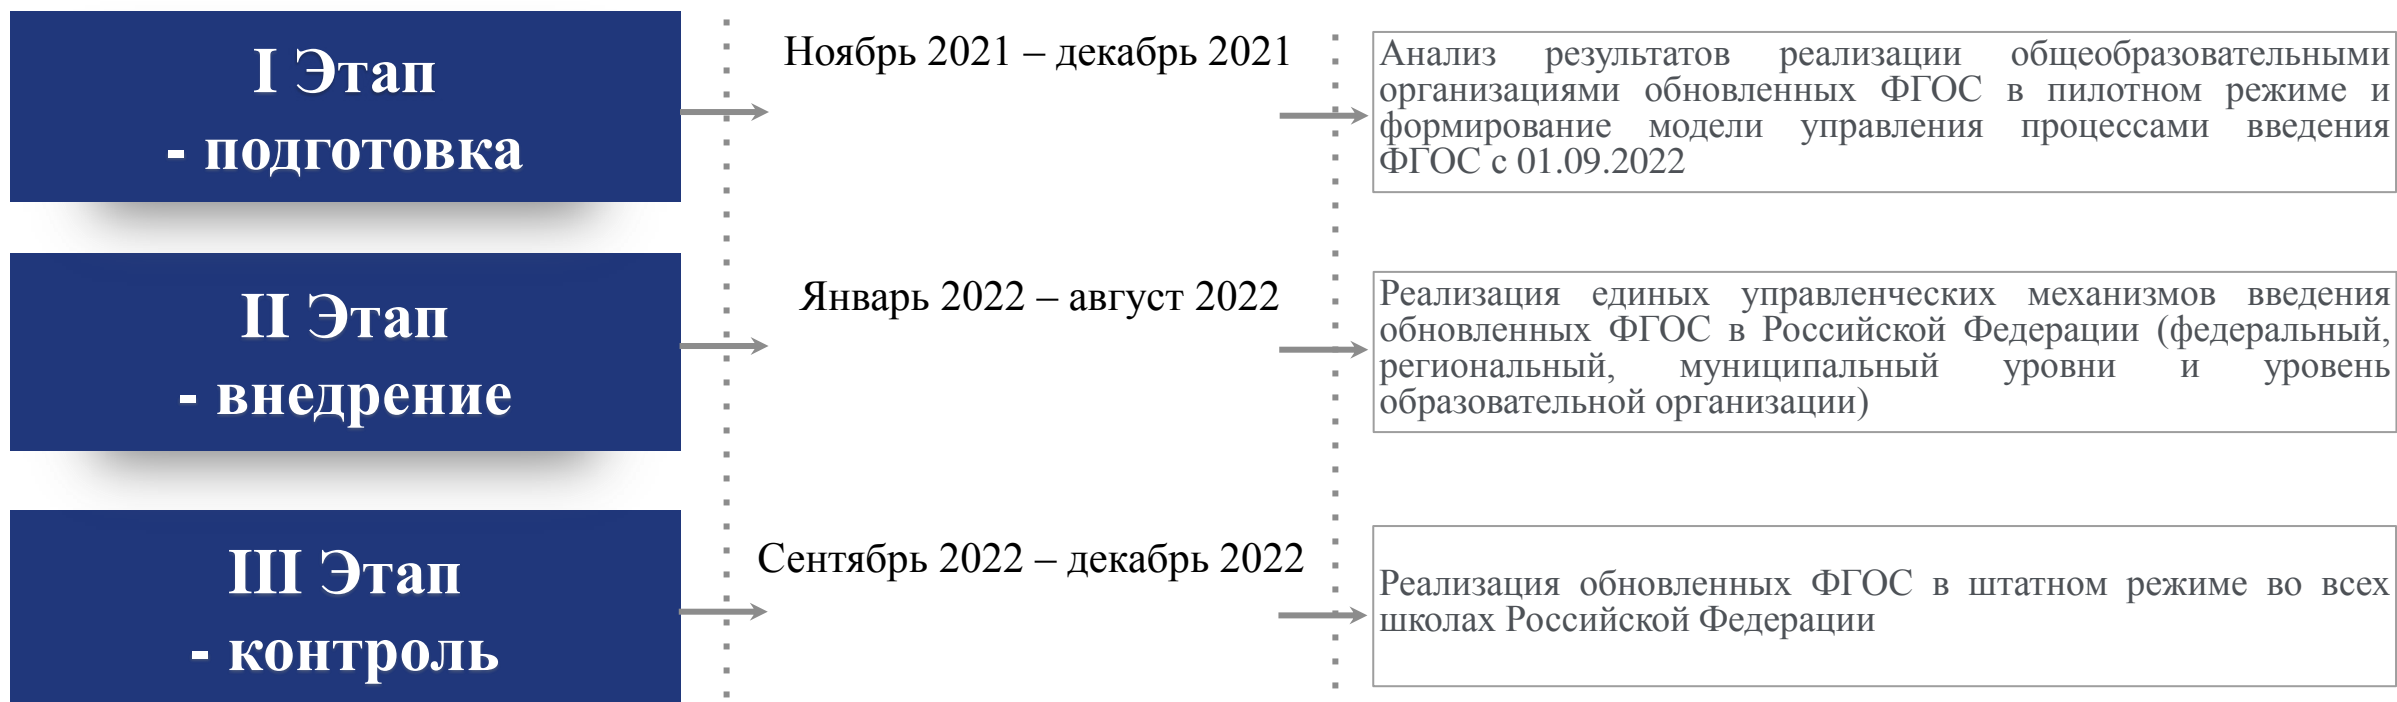 I Этап
- подготовка
Ноябрь 2021 – декабрь 2021
Анализ результатов реализации общеобразовательными
организациями обновленных ФГОС в пилотном режиме и
формирование модели управления процессами введения
ФГОС с 01.09.2022
II Этап
- внедрение
Январь 2022 – август 2022
Реализация единых управленческих механизмов введения
обновленных ФГОС в Российской Федерации (федеральный,
региональный, муниципальный уровни и уровень
образовательной организации)
III Этап
- контроль
Сентябрь 2022 – декабрь 2022
Реализация обновленных ФГОС в штатном режиме во всех
школах Российской Федерации